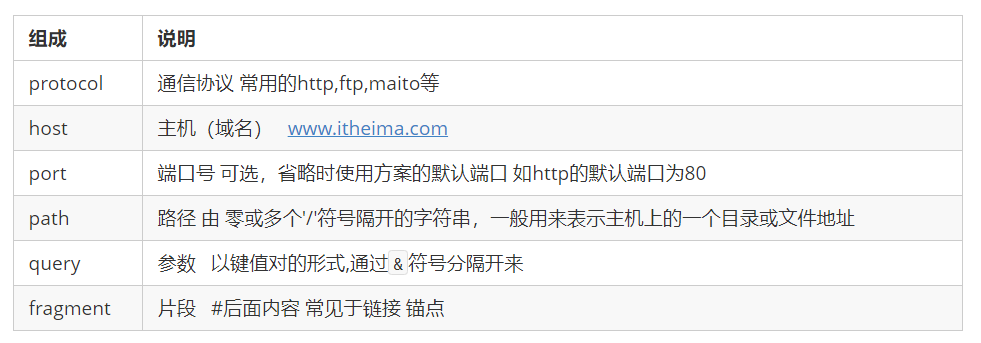 组成 说明
protocol 通信协议 常用的http,ftp,maito等
host 主机（域名） www.itheima.com
port 端口号 可选，省略时使用方案的默认端口 如http的默认端口为80
path 路径 由 零或多个'/'符号隔开的字符串，一般用来表示主机上的一个目录或文件地址
query 参数 以键值对的形式,通过&符号分隔开来
fragment 片段 #后面内容 常见于链接 锚点